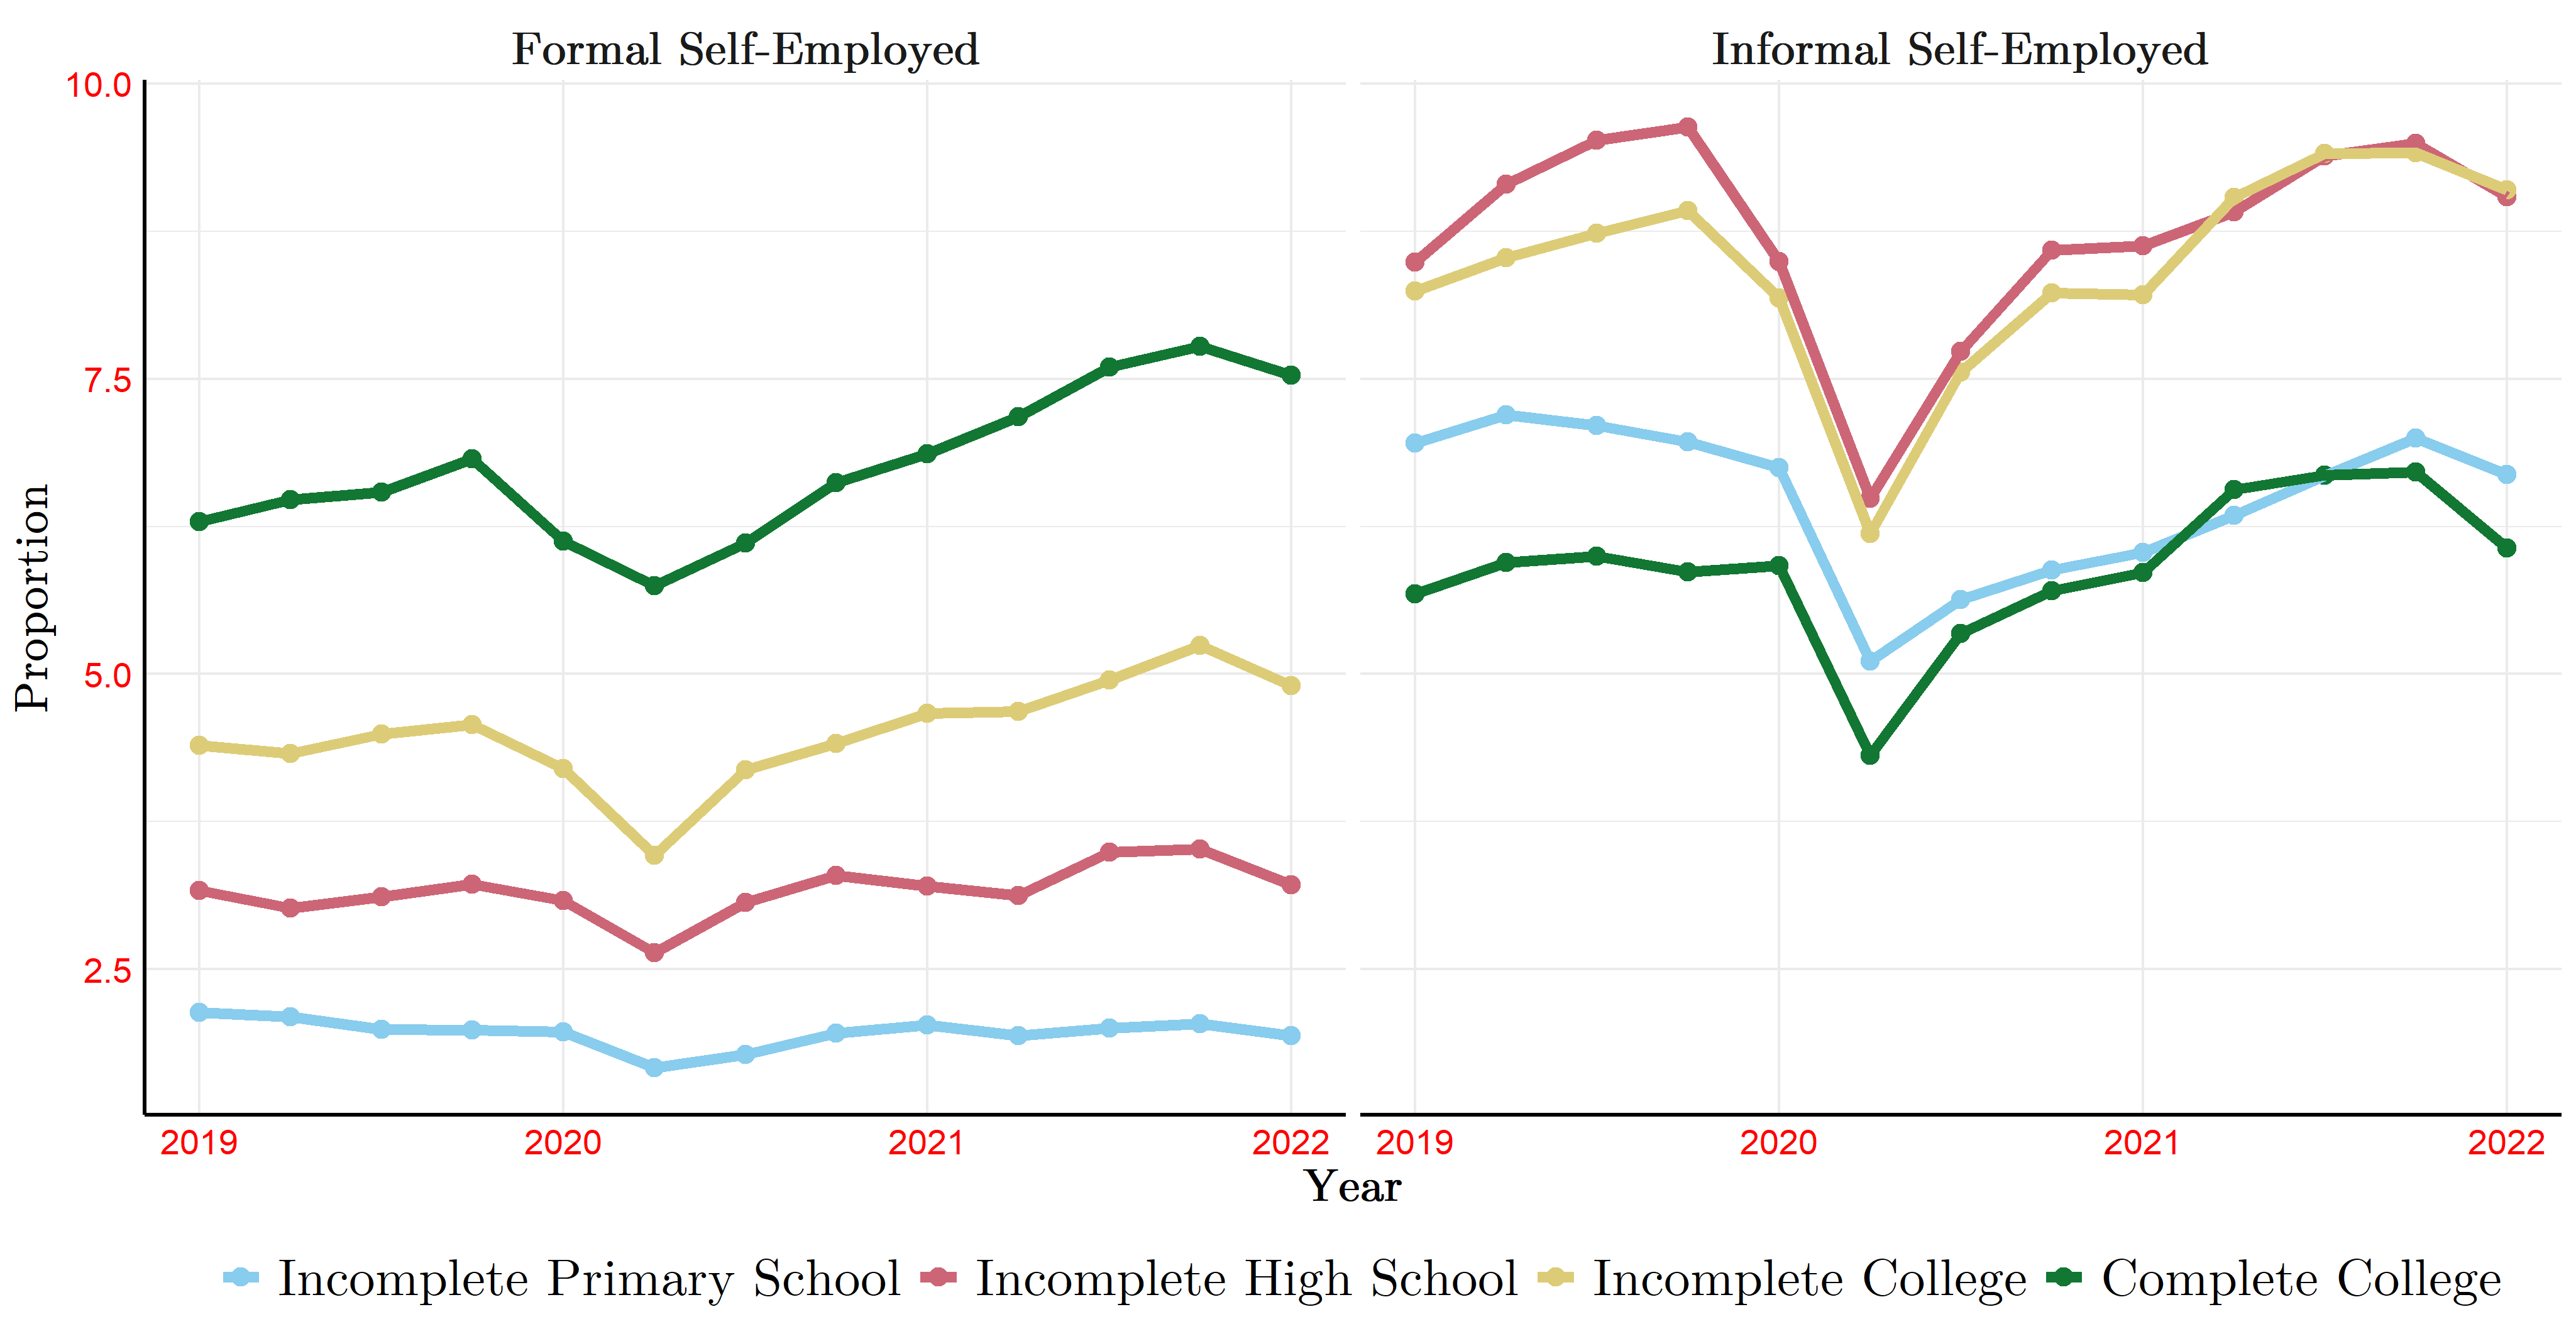 Formal Self-Employed
Informal Self-Employed
Proportion
10.0
7.5
5.0
2.5
2019 2020 2021 2022
2019 2020 2021 2022
Year
Incomplete Primary School Incomplete High School Incomplete College Complete College